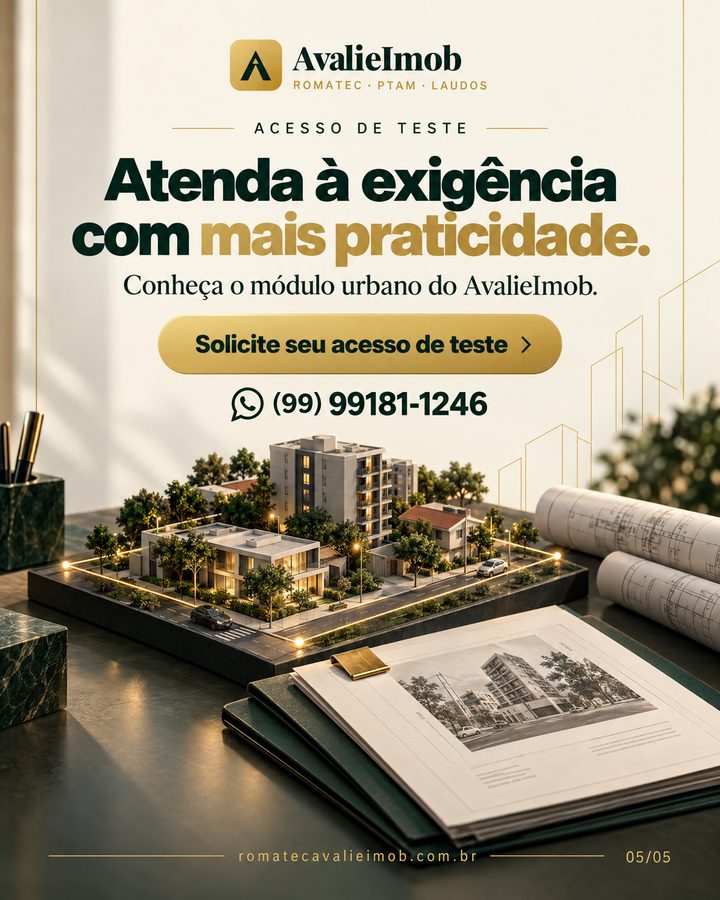 AvalieImob
ROMATEC · PTAM · LAUDOS
ACESSO DE TESTE
Atenda à exigência
com mais praticidade.
Conheça o módulo urbano do AvalieImob.
Solicite seu acesso de teste
(99) 99181-1246
romatecavalieimob.com.br
05/05